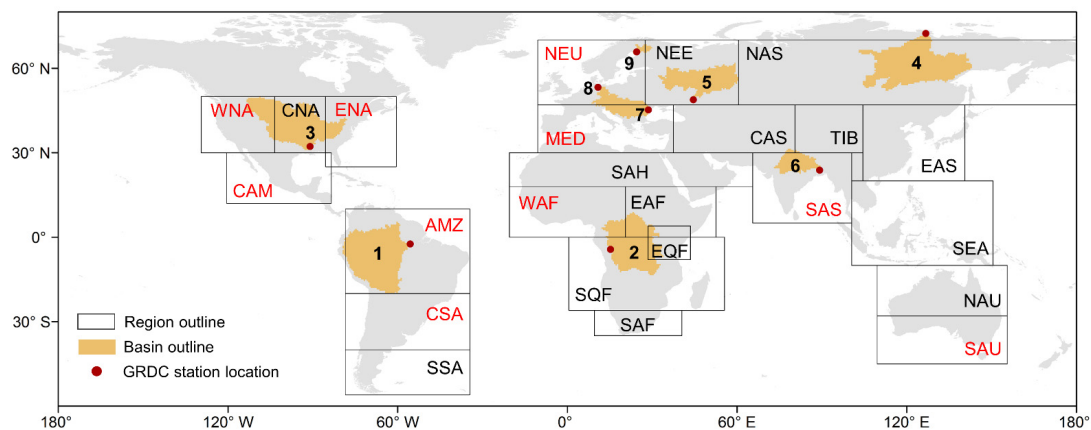 60° N
30° N
0°
30° S
NEU
9
NEE
NAS
4
8
5
7
WNA
CNA
ENA
3
MED
CAS
TIB
6
EAS
SAH
CAM
WAF
EAF
SAS
AMZ
1
2
EQF
SEA
SQF
NAU
CSA
SAF
SAU
SSA
Region outline
Basin outline
GRDC station location
180° W
120° W
60° W
0°
60° E
120° E
180° E